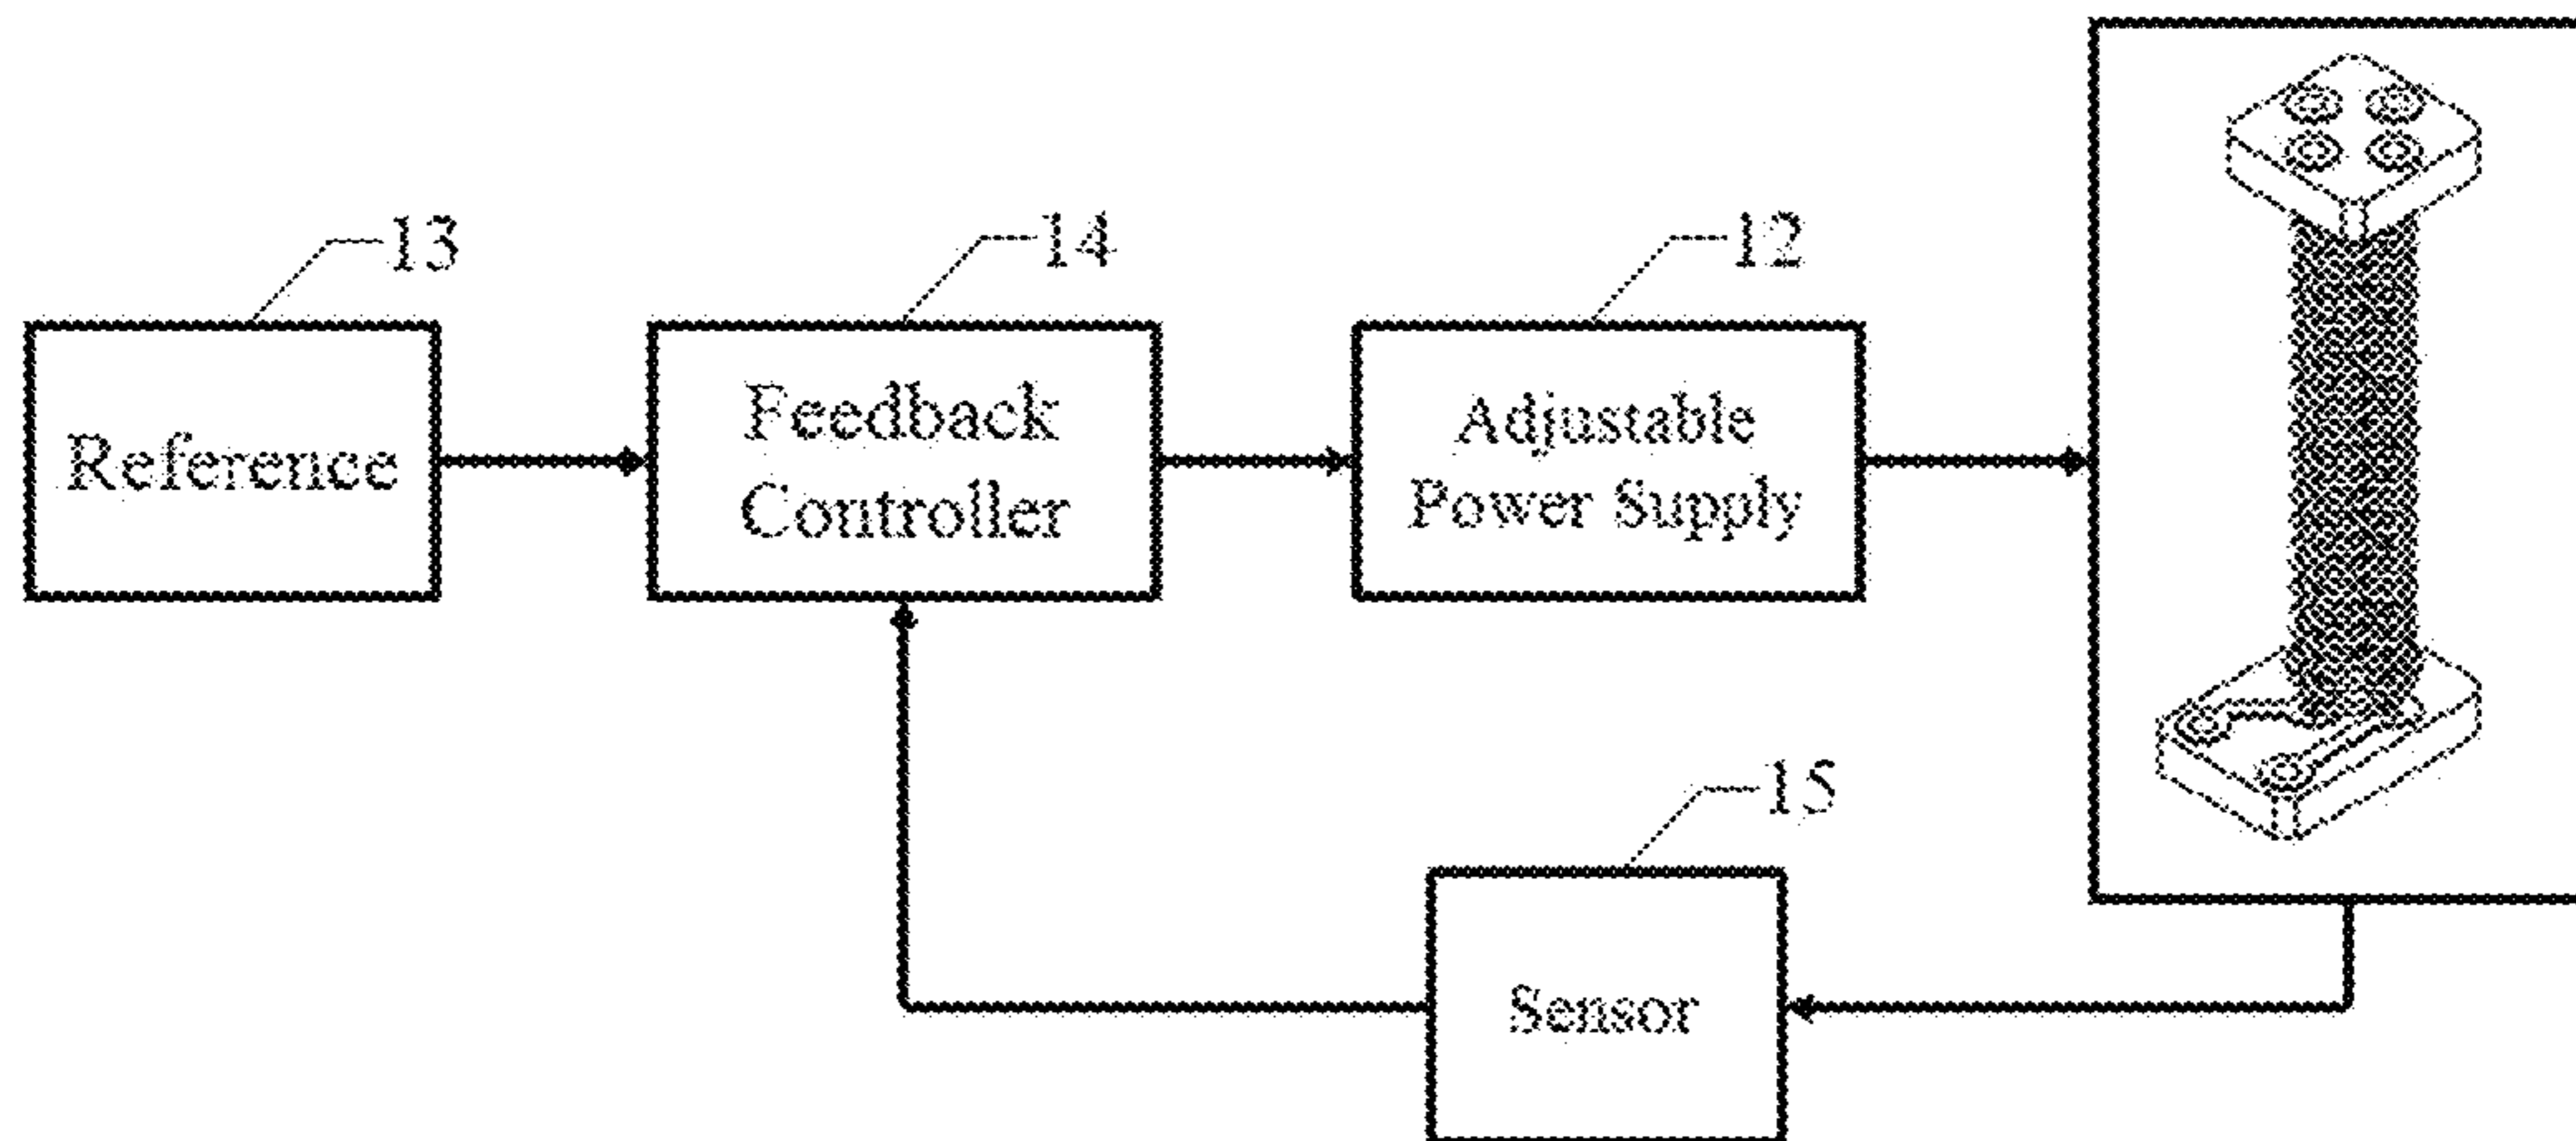 13
14
12
Reference
Feedback
Controller
Adjustable
Power Supply
15
Sensor